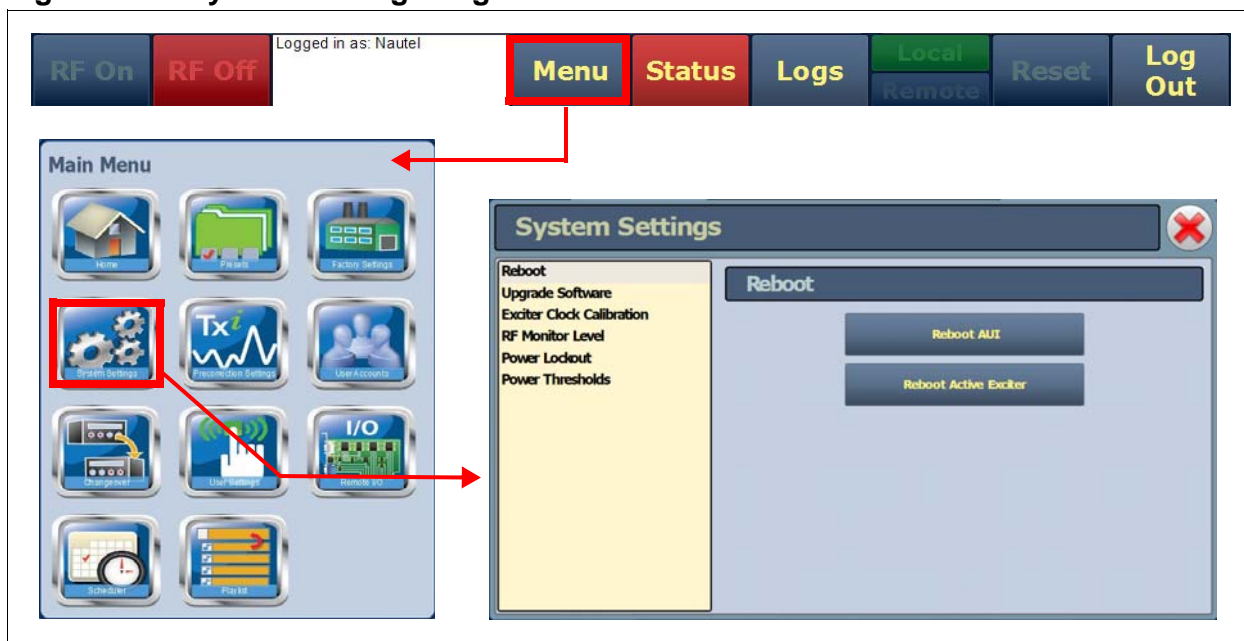 RF On
RF Off
Logged in as: Nautel
Menu
Status
Logs
Local
Remote
Reset
Log
Out
Main Menu
Home
Presets
Factory Settings
System Settings
Txi
Precorrection Settings
User Accounts
Changeover
User Settings
I/O
Remote I/O
Scheduler
Playlist
System Settings
Reboot
Upgrade Software
Exciter Clock Calibration
RF Monitor Level
Power Lockout
Power Thresholds
Reboot
Reboot AUI
Reboot Active Exciter